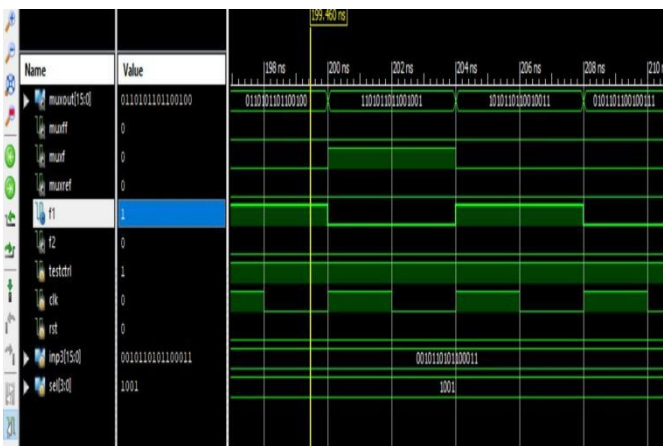 199.460 ns
Name Value 198 ns 200 ns 202 ns 204 ns 206 ns 208 ns 210
muxout[15:0] 0110101101100100 0110101101100100 1101011011001001 1010110110010011 0101101100100111
muxff 0
muxf 0
muxref 0
f1 1
f2 0
testctrl 1
clk 0
rst 0
inp3[15:0] 0010110101100011 0010110101100011
sel[3:0] 1001 1001